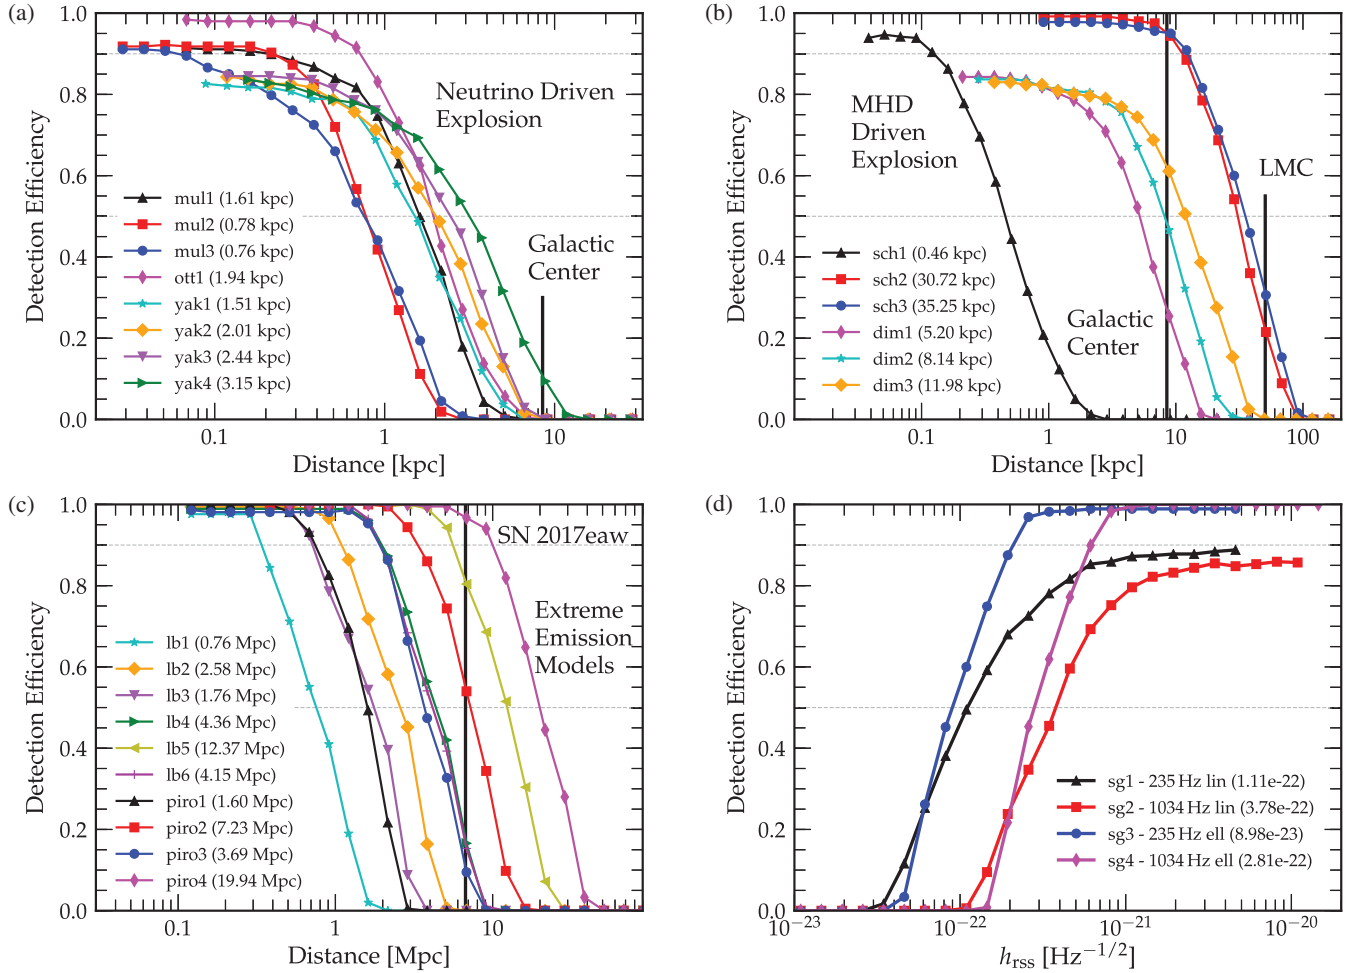 (a)
1.0
0.8
0.6
0.4
0.2
0.0
Detection Efficiency
Neutrino Driven
Explosion
mul1 (1.61 kpc)
mul2 (0.78 kpc)
mul3 (0.76 kpc)
ott1 (1.94 kpc)
yak1 (1.51 kpc)
yak2 (2.01 kpc)
yak3 (2.44 kpc)
yak4 (3.15 kpc)
Galactic
Center
0.1
1
10
Distance [kpc]
(b)
1.0
0.8
0.6
0.4
0.2
0.0
Detection Efficiency
MHD
Driven
Explosion
LMC
sch1 (0.46 kpc)
sch2 (30.72 kpc)
sch3 (35.25 kpc)
dim1 (5.20 kpc)
dim2 (8.14 kpc)
dim3 (11.98 kpc)
Galactic
Center
0.1
1
10
100
Distance [kpc]
(c)
1.0
0.8
0.6
0.4
0.2
0.0
Detection Efficiency
SN 2017eaw
Extreme
Emission
Models
lb1 (0.76 Mpc)
lb2 (2.58 Mpc)
lb3 (1.76 Mpc)
lb4 (4.36 Mpc)
lb5 (12.37 Mpc)
lb6 (4.15 Mpc)
piro1 (1.60 Mpc)
piro2 (7.23 Mpc)
piro3 (3.69 Mpc)
piro4 (19.94 Mpc)
0.1
1
10
Distance [Mpc]
(d)
1.0
0.8
0.6
0.4
0.2
0.0
Detection Efficiency
sg1 - 235 Hz lin (1.11e-22)
sg2 - 1034 Hz lin (3.78e-22)
sg3 - 235 Hz ell (8.98e-23)
sg4 - 1034 Hz ell (2.81e-22)
10⁻²³
10⁻²²
10⁻²¹
10⁻²⁰
h_rss [Hz⁻¹/²]